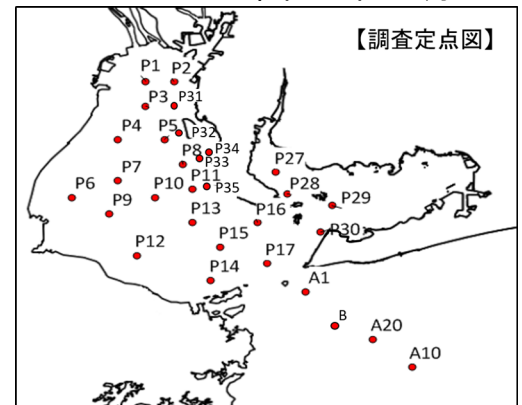 【調査定点図】
P1 P2
P3 P31
P4 P5 P32
P8 P34
P33
P7 P11 P35
P6 P10
P9 P13
P12 P15
P14
P16 P17
P27
P28
P29
P30
A1
B
A20
A10